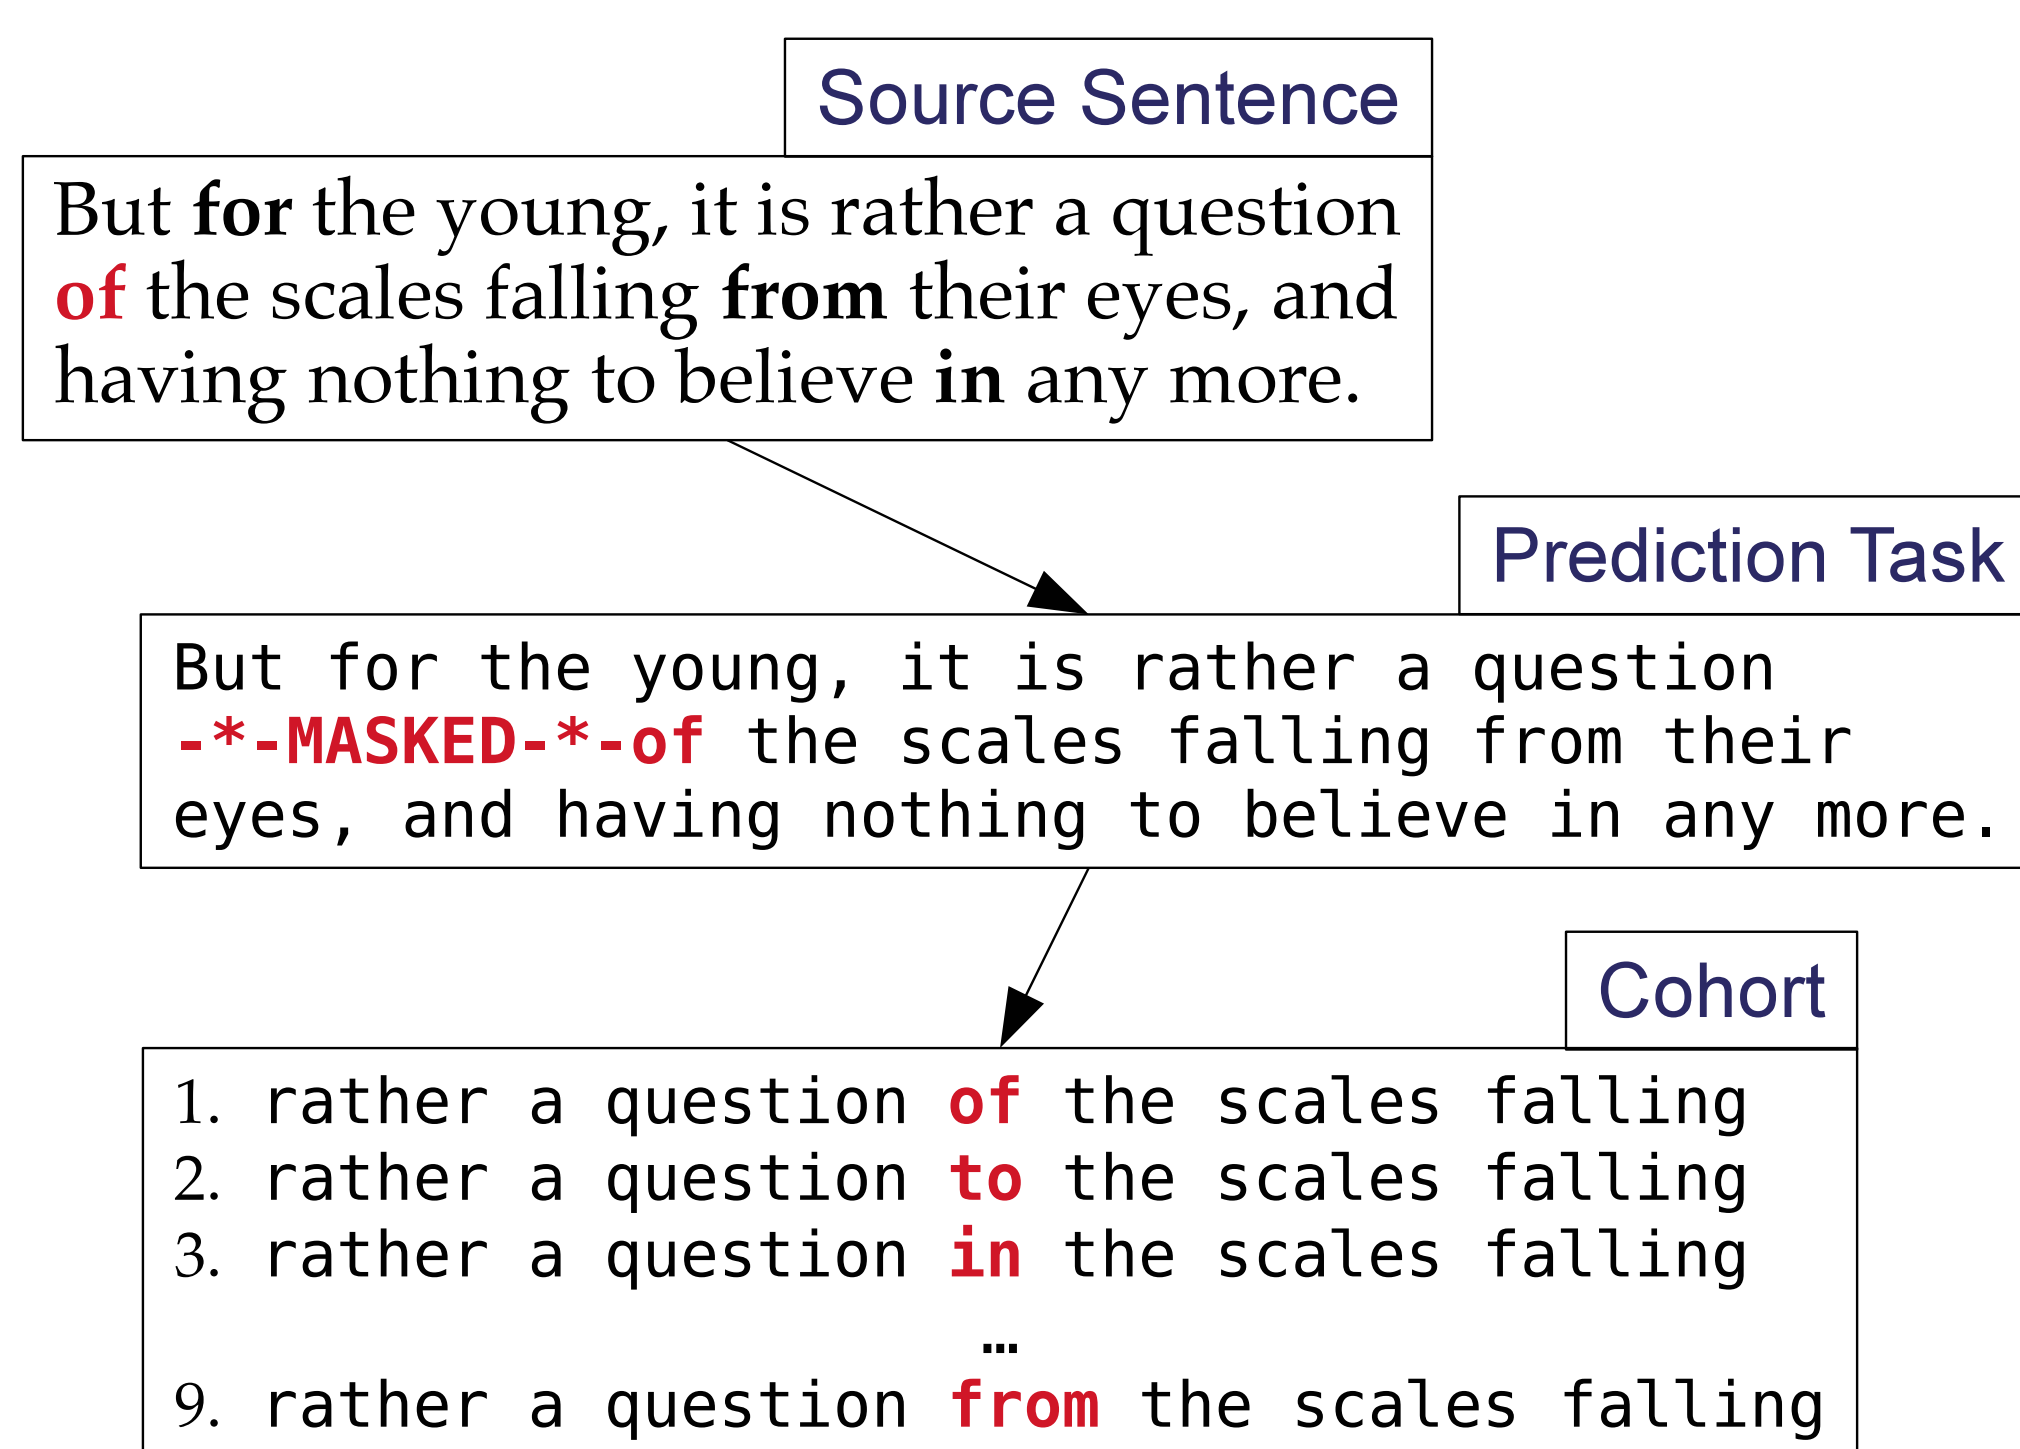 Source Sentence
But for the young, it is rather a question
of the scales falling from their eyes, and
having nothing to believe in any more.
Prediction Task
But for the young, it is rather a question
-*-MASKED-*-of the scales falling from their
eyes, and having nothing to believe in any more.
Cohort
1. rather a question of the scales falling
2. rather a question to the scales falling
3. rather a question in the scales falling
…
9. rather a question from the scales falling